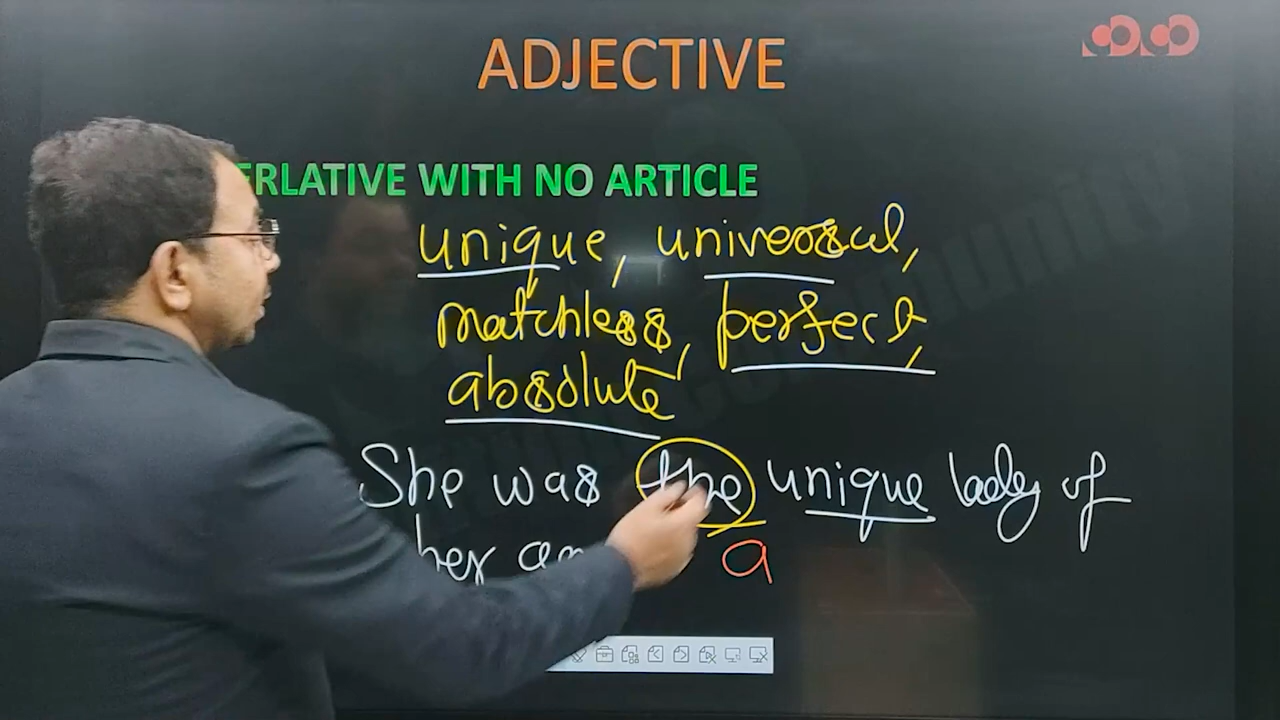 ADJECTIVE
ERLATIVE WITH NO ARTICLE
unique, universal,
matchless, perfect,
absolute
She was the unique lady of
her
a